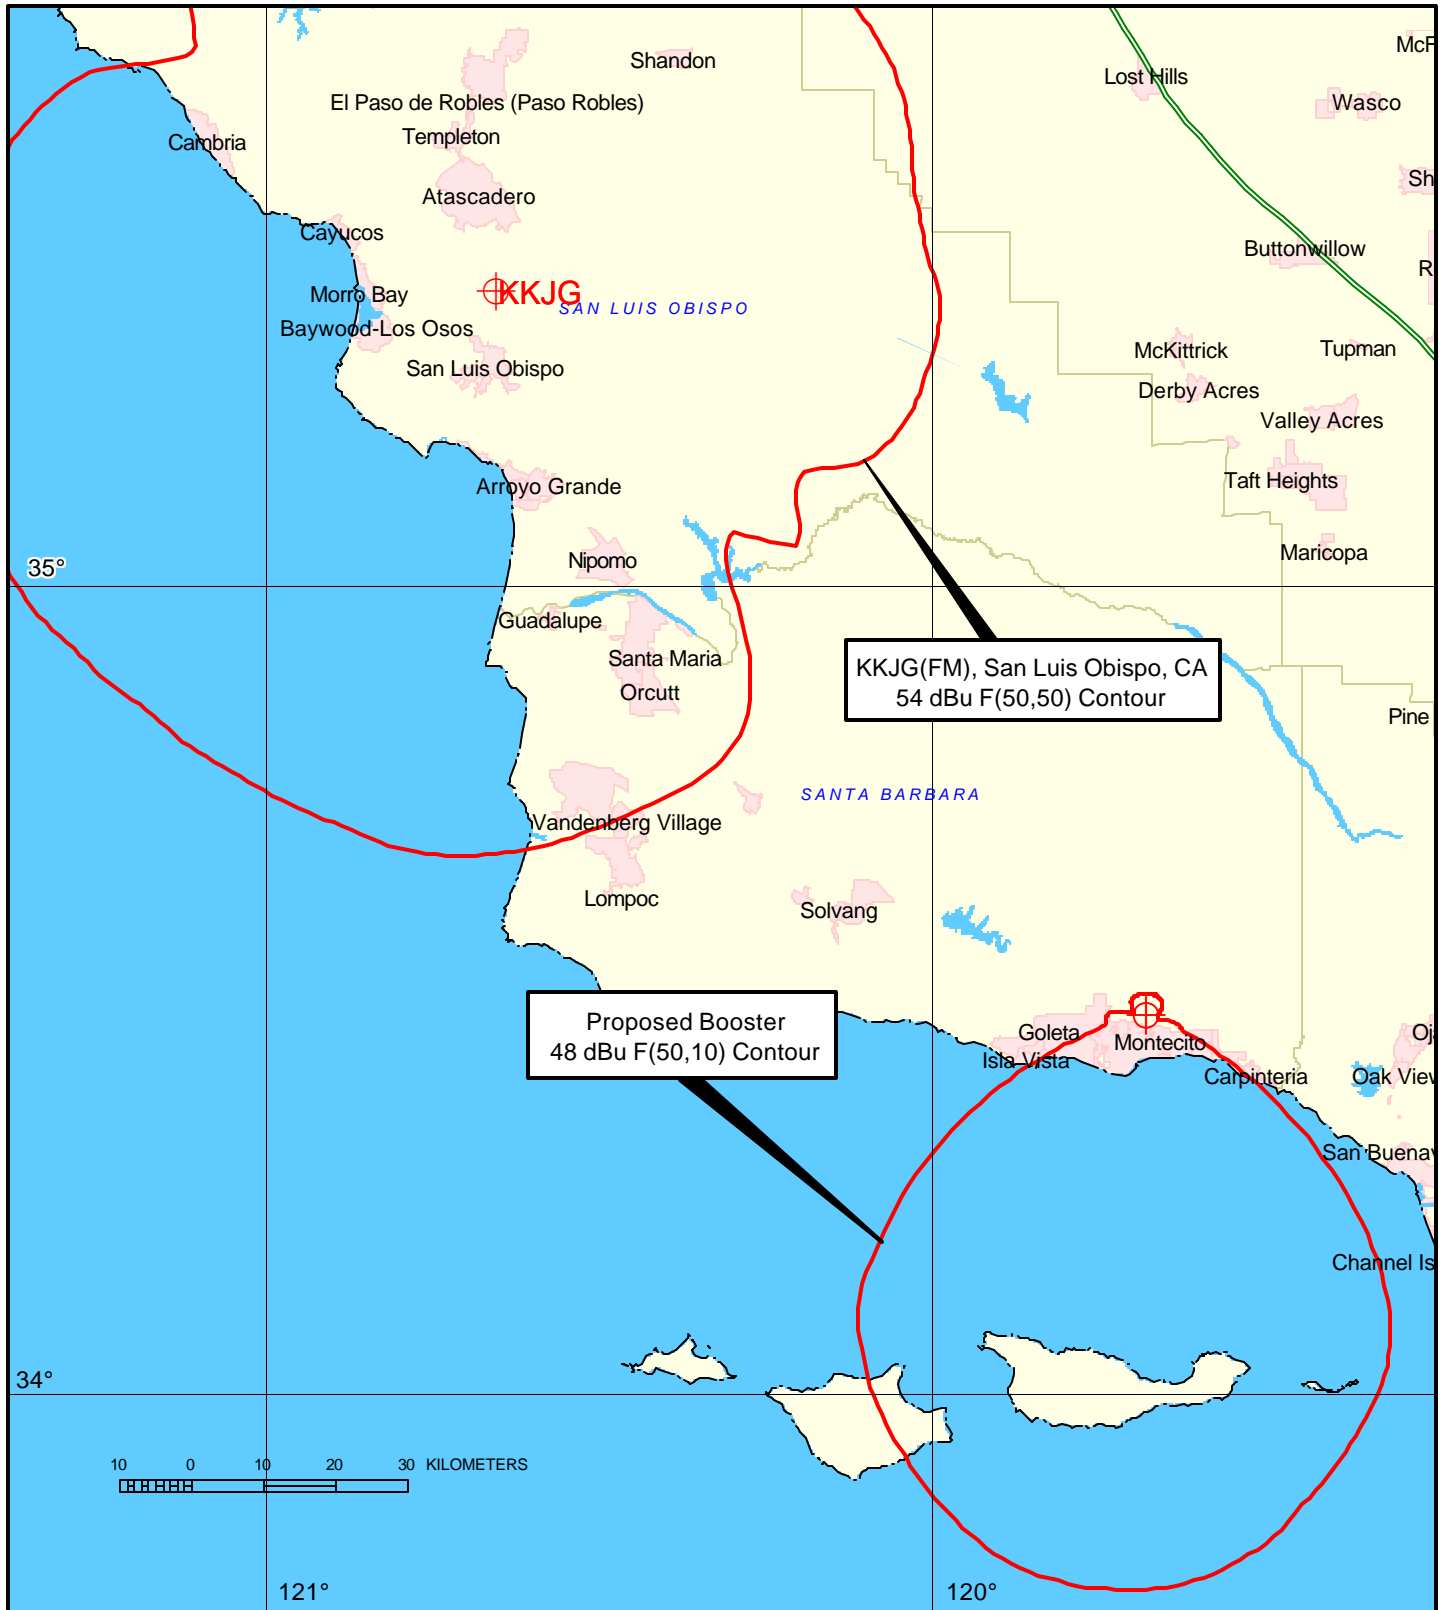 Shandon
McF
Lost Hills
El Paso de Robles (Paso Robles)
Wasco
Templeton
Cambria
Sh
Atascadero
Cayucos
Buttonwillow
R
Morro Bay
KKJG
SAN LUIS OBISPO
Baywood-Los Osos
McKittrick
Tupman
San Luis Obispo
Derby Acres
Valley Acres
Arroyo Grande
Taft Heights
Nipomo
Maricopa
35°
Guadalupe
Santa Maria
KKJG(FM), San Luis Obispo, CA
54 dBu F(50,50) Contour
Orcutt
Pine
SANTA BARBARA
Vandenberg Village
Lompoc
Solvang
Proposed Booster
48 dBu F(50,10) Contour
Goleta
Montecito
Oj
Isla Vista
Carpinteria
Oak View
San Buenav
Channel Is
34°
10 0 10 20 30 KILOMETERS
121°
120°